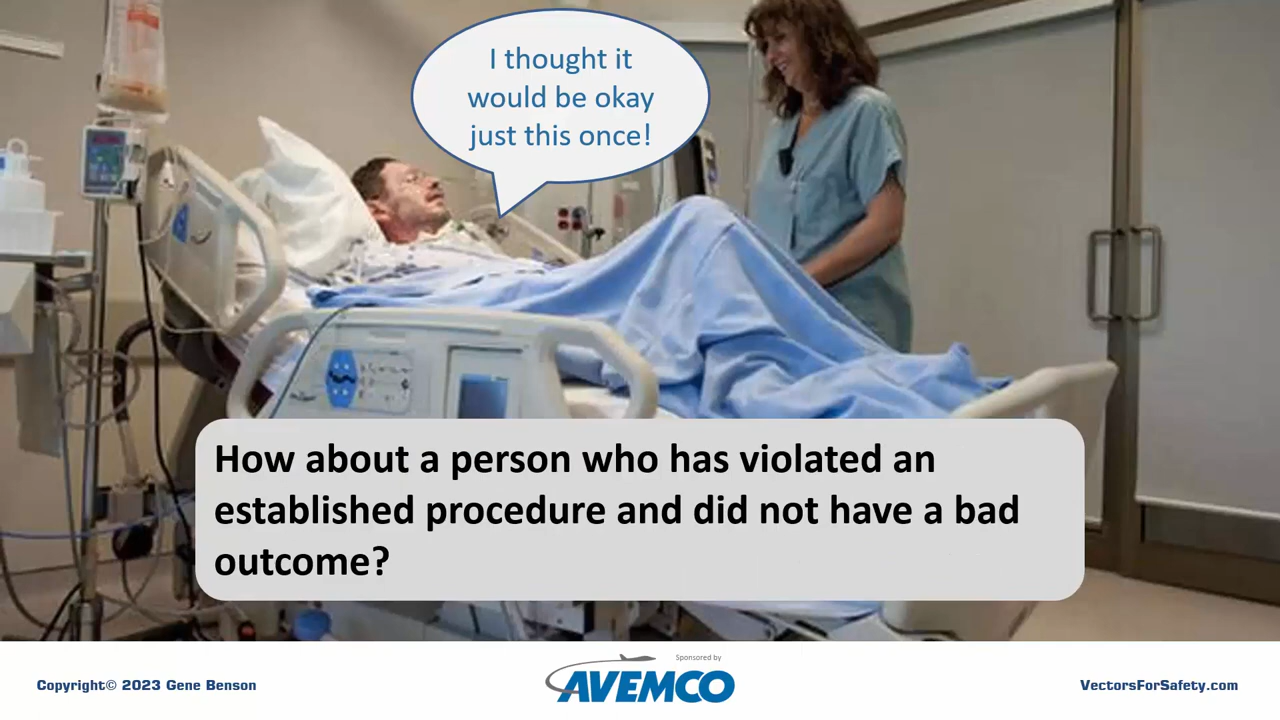 I thought it
would be okay
just this once!
How about a person who has violated an
established procedure and did not have a bad
outcome?
Copyright© 2023 Gene Benson
Sponsored by
AVEMCO
VectorsForSafety.com